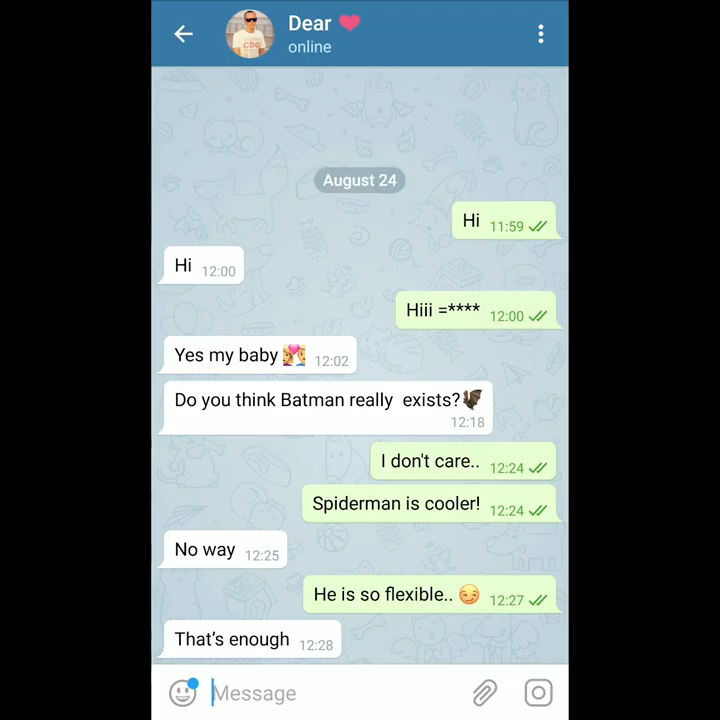 Dear ❤
online
August 24
Hi 11:59
Hi 12:00
Hiii =**** 12:00
Yes my baby 💏 12:02
Do you think Batman really exists?🦇
12:18
I don't care.. 12:24
Spiderman is cooler! 12:24
No way 12:25
He is so flexible.. 😏 12:27
That’s enough 12:28
Message